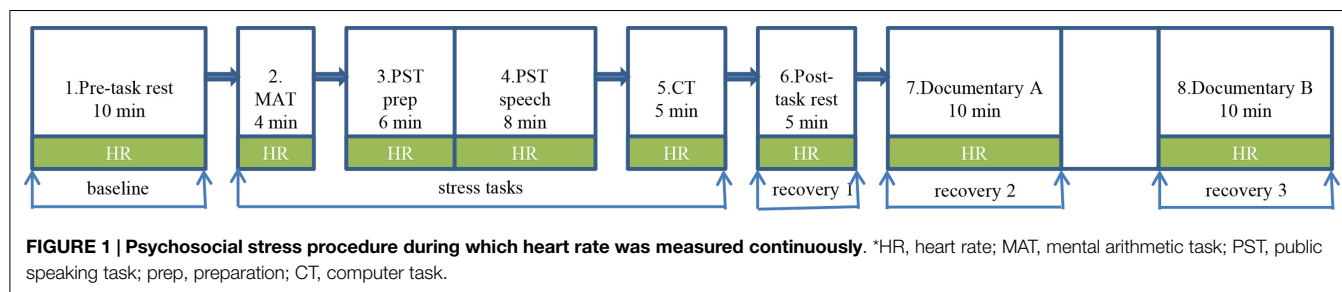 1.Pre-task rest
10 min
HR
baseline
2.
MAT
4 min
HR
3.PST
prep
6 min
HR
4.PST
speech
8 min
HR
5.CT
5 min
HR
stress tasks
6.Post-
task rest
5 min
HR
recovery 1
7.Documentary A
10 min
HR
recovery 2
8.Documentary B
10 min
HR
recovery 3
FIGURE 1 | Psychosocial stress procedure during which heart rate was measured continuously. *HR, heart rate; MAT, mental arithmetic task; PST, public
speaking task; prep, preparation; CT, computer task.